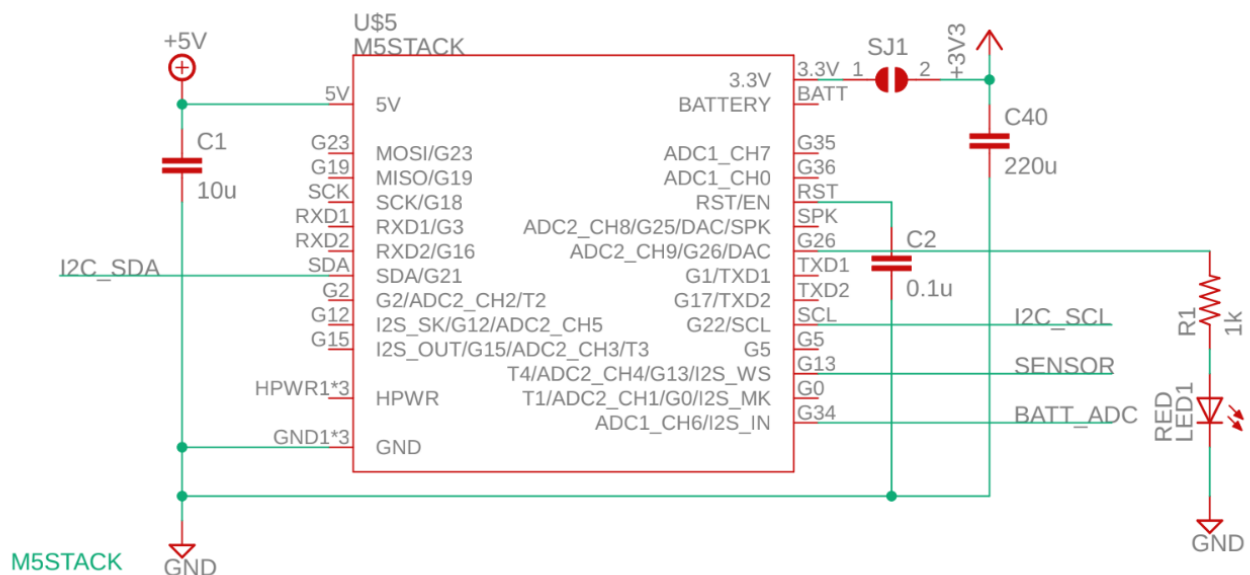 U$5
M5STACK
+5V
SJ1
+3V3
3.3V
1
2
3.3V
5V
5V
BATTERY
BATT
C1
10u
C40
220u
G23
MOSI/G23
ADC1_CH7
G35
G19
MISO/G19
ADC1_CH0
G36
SCK
SCK/G18
RST/EN
RST
RXD1
RXD1/G3
ADC2_CH8/G25/DAC/SPK
SPK
RXD2
RXD2/G16
ADC2_CH9/G26/DAC
G26
C2
0.1u
I2C_SDA
SDA
SDA/G21
G1/TXD1
TXD1
G2
G2/ADC2_CH2/T2
G17/TXD2
TXD2
G12
I2S_SK/G12/ADC2_CH5
G22/SCL
SCL
I2C_SCL
R1
1k
G15
I2S_OUT/G15/ADC2_CH3/T3
G5
G5
T4/ADC2_CH4/G13/I2S_WS
G13
SENSOR
HPWR1*3
HPWR
T1/ADC2_CH1/G0/I2S_MK
G0
ADC1_CH6/I2S_IN
G34
BATT_ADC
RED
LED1
GND1*3
GND
GND
GND
M5STACK